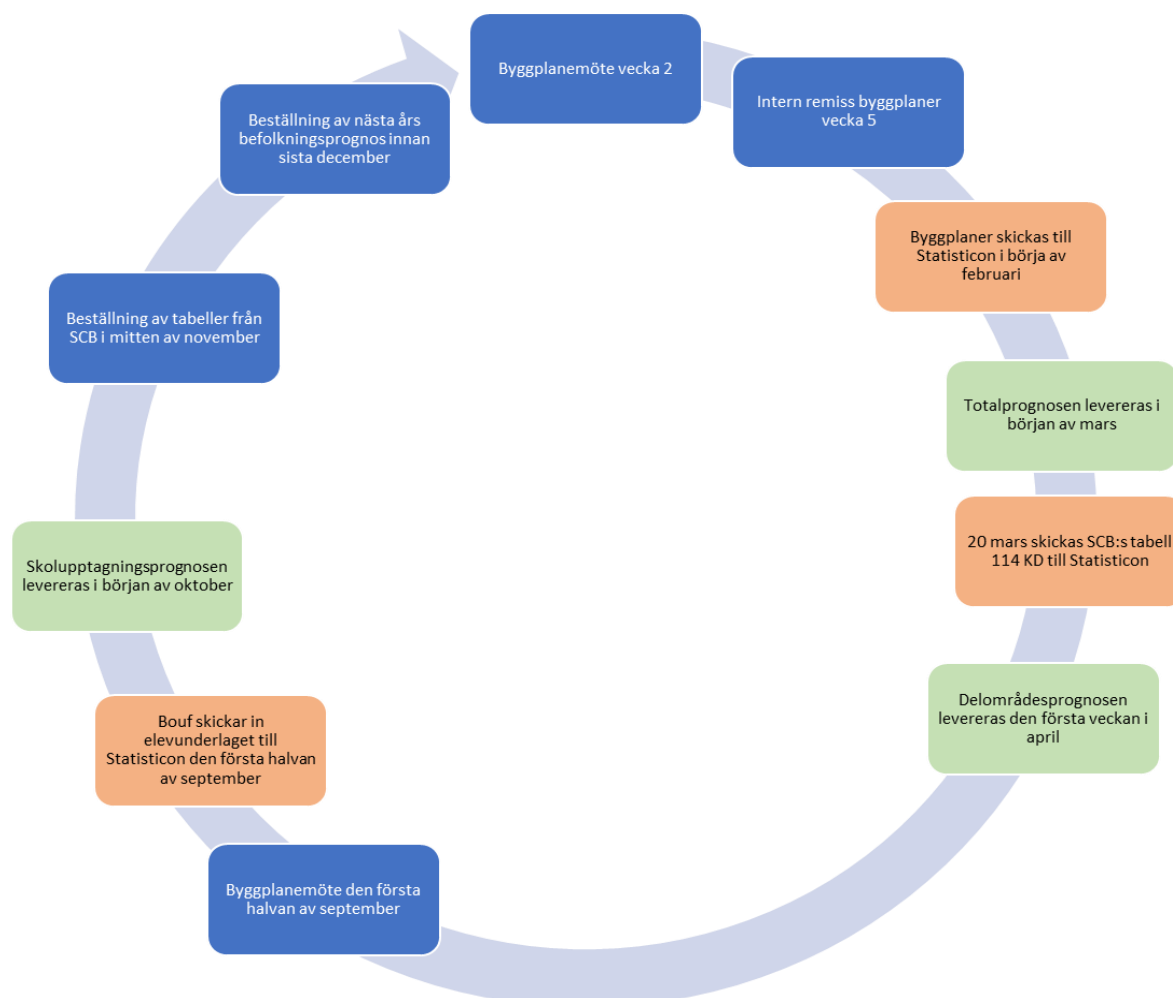 Byggplanemöte vecka 2
Intern remiss byggplaner
vecka 5
Byggplaner skickas till
Statisticon i börja av
februari
Totalprognosen levereras i
början av mars
20 mars skickas SCB:s tabell
114 KD till Statisticon
Delområdesprognosen
levereras den första veckan i
april
Byggplanemöte den första
halvan av september
Bouf skickar in
elevunderlaget till
Statisticon den första halvan
av september
Skolupptagningsprognosen
levereras i början av oktober
Beställning av tabeller från
SCB i mitten av november
Beställning av nästa års
befolkningsprognos innan
sista december